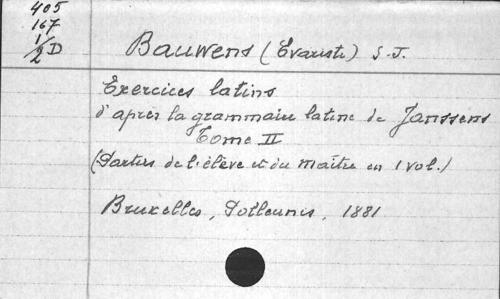 405
167
1/2 D
Bauwens (Evariste) S.J.
Exercices latins
d'après la grammaire latine de Janssens
Tome II
(Parties de l'élève et du maître en 1 vol.)
Bruxelles, Polleunis, 1881